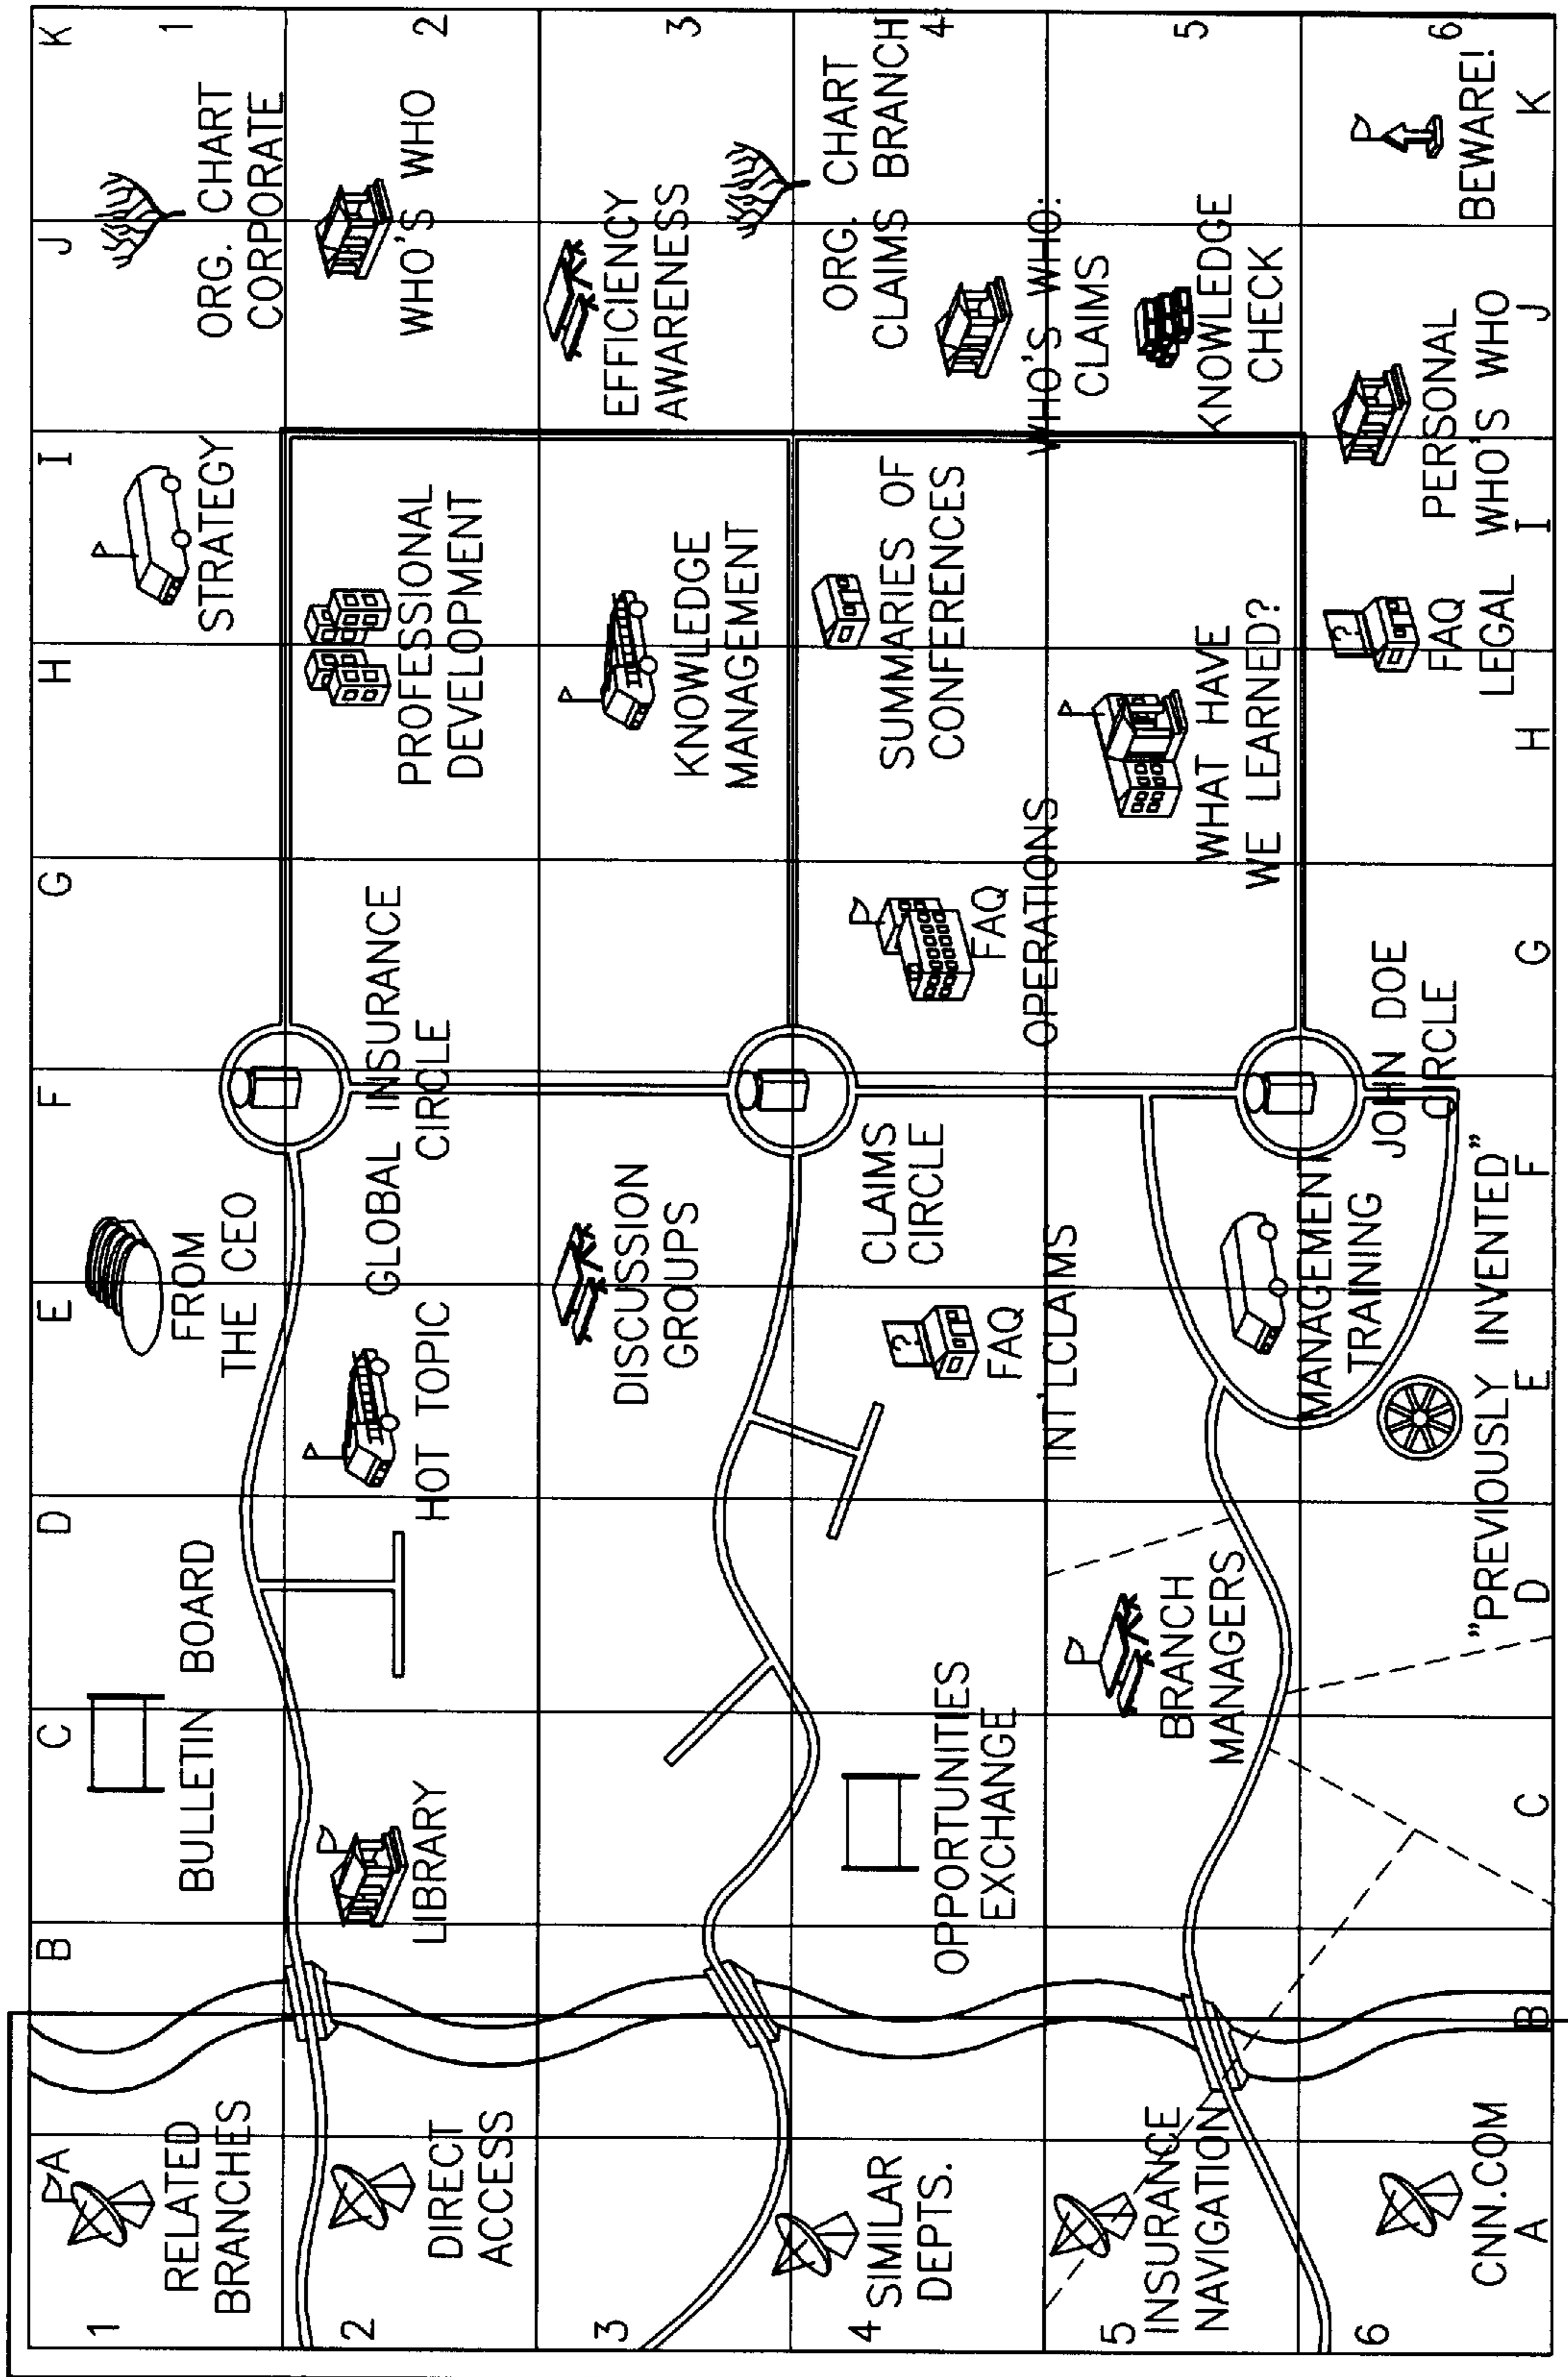 A
B
C
D
E
F
G
H
I
J
K
1
1
RELATED
BRANCHES
BULLETIN BOARD
FROM
THE CEO
STRATEGY
ORG. CHART
CORPORATE
2
2
DIRECT
ACCESS
LIBRARY
HOT TOPIC
GLOBAL INSURANCE
CIRCLE
PROFESSIONAL
DEVELOPMENT
WHO'S WHO
3
3
DISCUSSION
GROUPS
KNOWLEDGE
MANAGEMENT
EFFICIENCY
AWARENESS
4
4
SIMILAR
DEPTS.
OPPORTUNITIES
EXCHANGE
?
FAQ
INT'LCLAIMS
CLAIMS
CIRCLE
FAQ
OPERATIONS
SUMMARIES OF
CONFERENCES
ORG. CHART
CLAIMS BRANCH
WHO'S WHO:
CLAIMS
5
5
INSURANCE
NAVIGATION
BRANCH
MANAGERS
MANAGEMENT
TRAINING
WHAT HAVE
WE LEARNED?
KNOWLEDGE
CHECK
6
6
CNN.COM
"PREVIOUSLY INVENTED"
JOHN DOE
CIRCLE
?
FAQ
LEGAL
PERSONAL
WHO'S WHO
BEWARE!
A
B
C
D
E
F
G
H
I
J
K